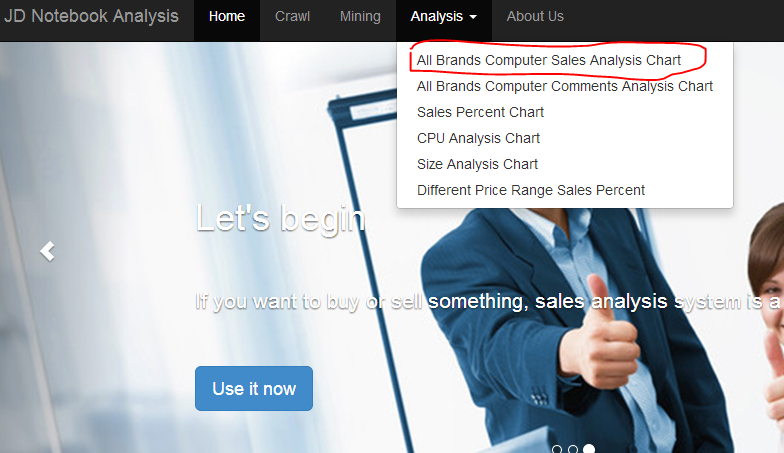 JD Notebook Analysis Home Crawl Mining Analysis About Us
All Brands Computer Sales Analysis Chart
All Brands Computer Comments Analysis Chart
Sales Percent Chart
CPU Analysis Chart
Size Analysis Chart
Different Price Range Sales Percent
Let's begin
If you want to buy or sell something, sales analysis system is a
Use it now